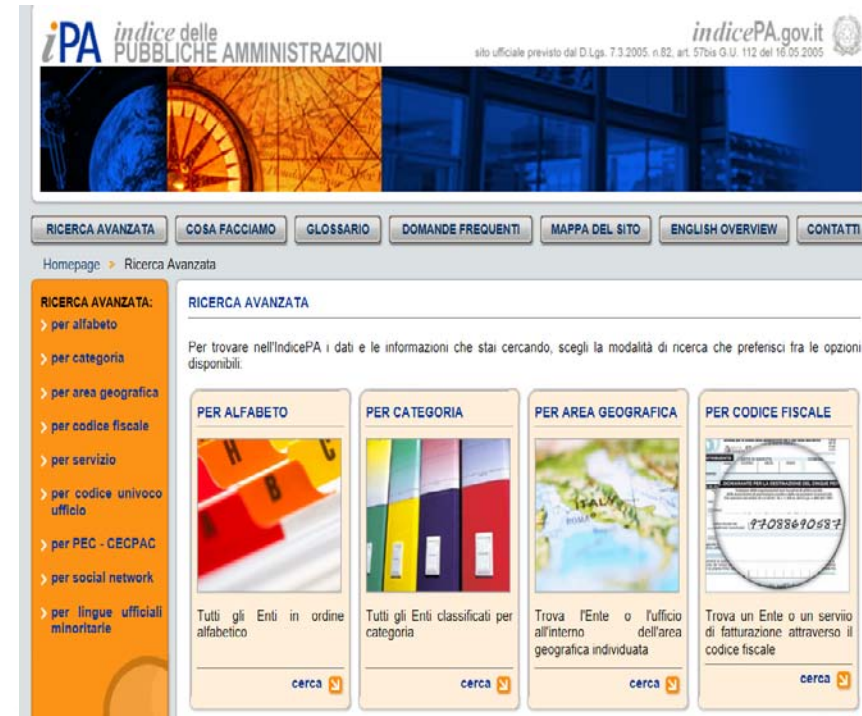 iPA indice delle
PUBBLICHE AMMINISTRAZIONI
indicePA.gov.it
sito ufficiale previsto dal D.Lgs. 7.3.2005. n.82, art. 57bis G.U. 112 del 16.05.2005
RICERCA AVANZATA
COSA FACCIAMO
GLOSSARIO
DOMANDE FREQUENTI
MAPPA DEL SITO
ENGLISH OVERVIEW
CONTATTI
Homepage > Ricerca Avanzata
RICERCA AVANZATA:
per alfabeto
per categoria
per area geografica
per codice fiscale
per servizio
per codice univoco
ufficio
per PEC - CECPAC
per social network
per lingue ufficiali
minoritarie
RICERCA AVANZATA
Per trovare nell'IndicePA i dati e le informazioni che stai cercando, scegli la modalità di ricerca che preferisci fra le opzioni
disponibili:
PER ALFABETO
H
C
B
A
Tutti gli Enti in ordine
alfabetico
cerca
PER CATEGORIA
Tutti gli Enti classificati per
categoria
cerca
PER AREA GEOGRAFICA
ITALY
ROMA
Trova l'Ente o l'ufficio
all'interno dell'area
geografica individuata
cerca
PER CODICE FISCALE
97088690587
Trova un Ente o un serviio
di fatturazione attraverso il
codice fiscale
cerca